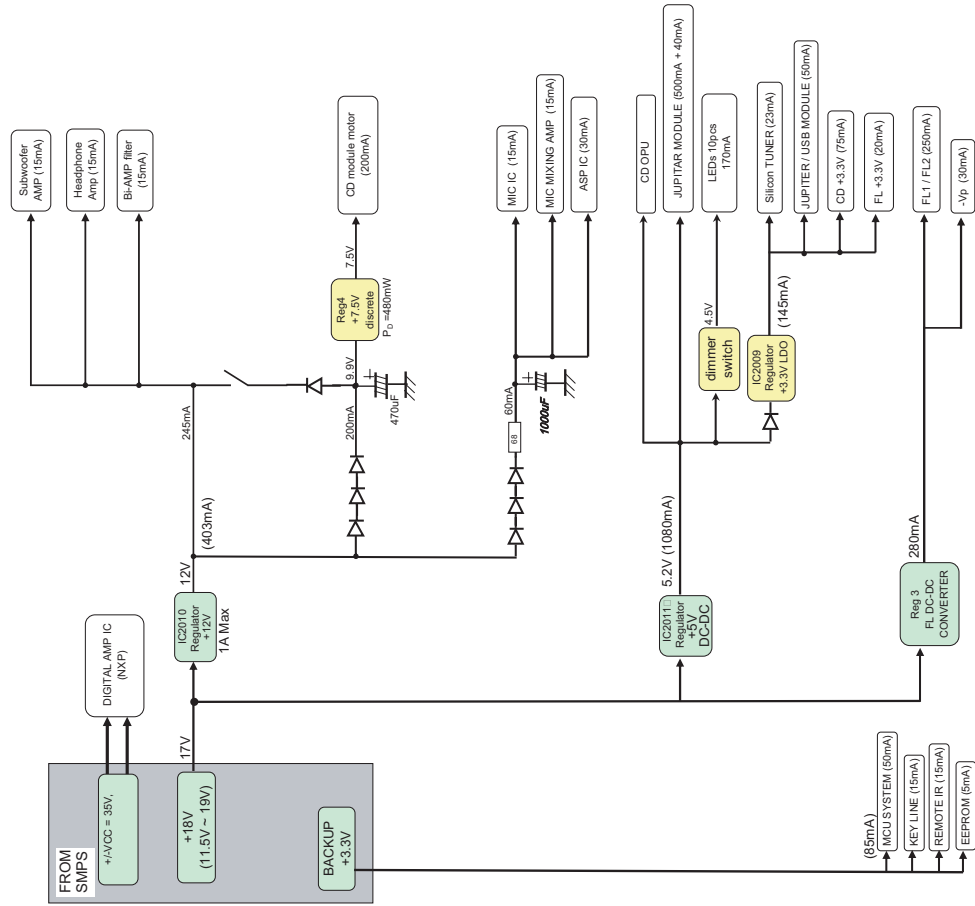 FROM
SMPS
+/-VCC = 35V,
+18V
(11.5V ~ 19V)
BACKUP
+3.3V
DIGITAL AMP IC
(NXP)
17V
IC2010
Regulator
+12V
1A Max
12V
(403mA)
245mA
Subwoofer
AMP (15mA)
Headphone
Amp (15mA)
Bi-AMP filter
(15mA)
200mA
9.9V
470uF
Reg4
+7.5V
discrete
PD =480mW
7.5V
CD module motor
(200mA)
68
60mA
1000uF
MIC IC (15mA)
MIC MIXING AMP (15mA)
ASP IC (30mA)
IC2011
Regulator
+5V
DC-DC
5.2V (1080mA)
CD OPU
JUPITAR MODULE (500mA + 40mA)
dimmer
switch
4.5V
LEDs 10pcs
170mA
IC2009
Regulator
+3.3V LDO
(145mA)
Silicon TUNER (23mA)
JUPITER / USB MODULE (50mA)
CD +3.3V (75mA)
FL +3.3V (20mA)
Reg 3
FL DC-DC
CONVERTER
280mA
FL1 / FL2 (250mA)
-Vp (30mA)
(85mA)
MCU SYSTEM (50mA)
KEY LINE (15mA)
REMOTE IR (15mA)
EEPROM (5mA)